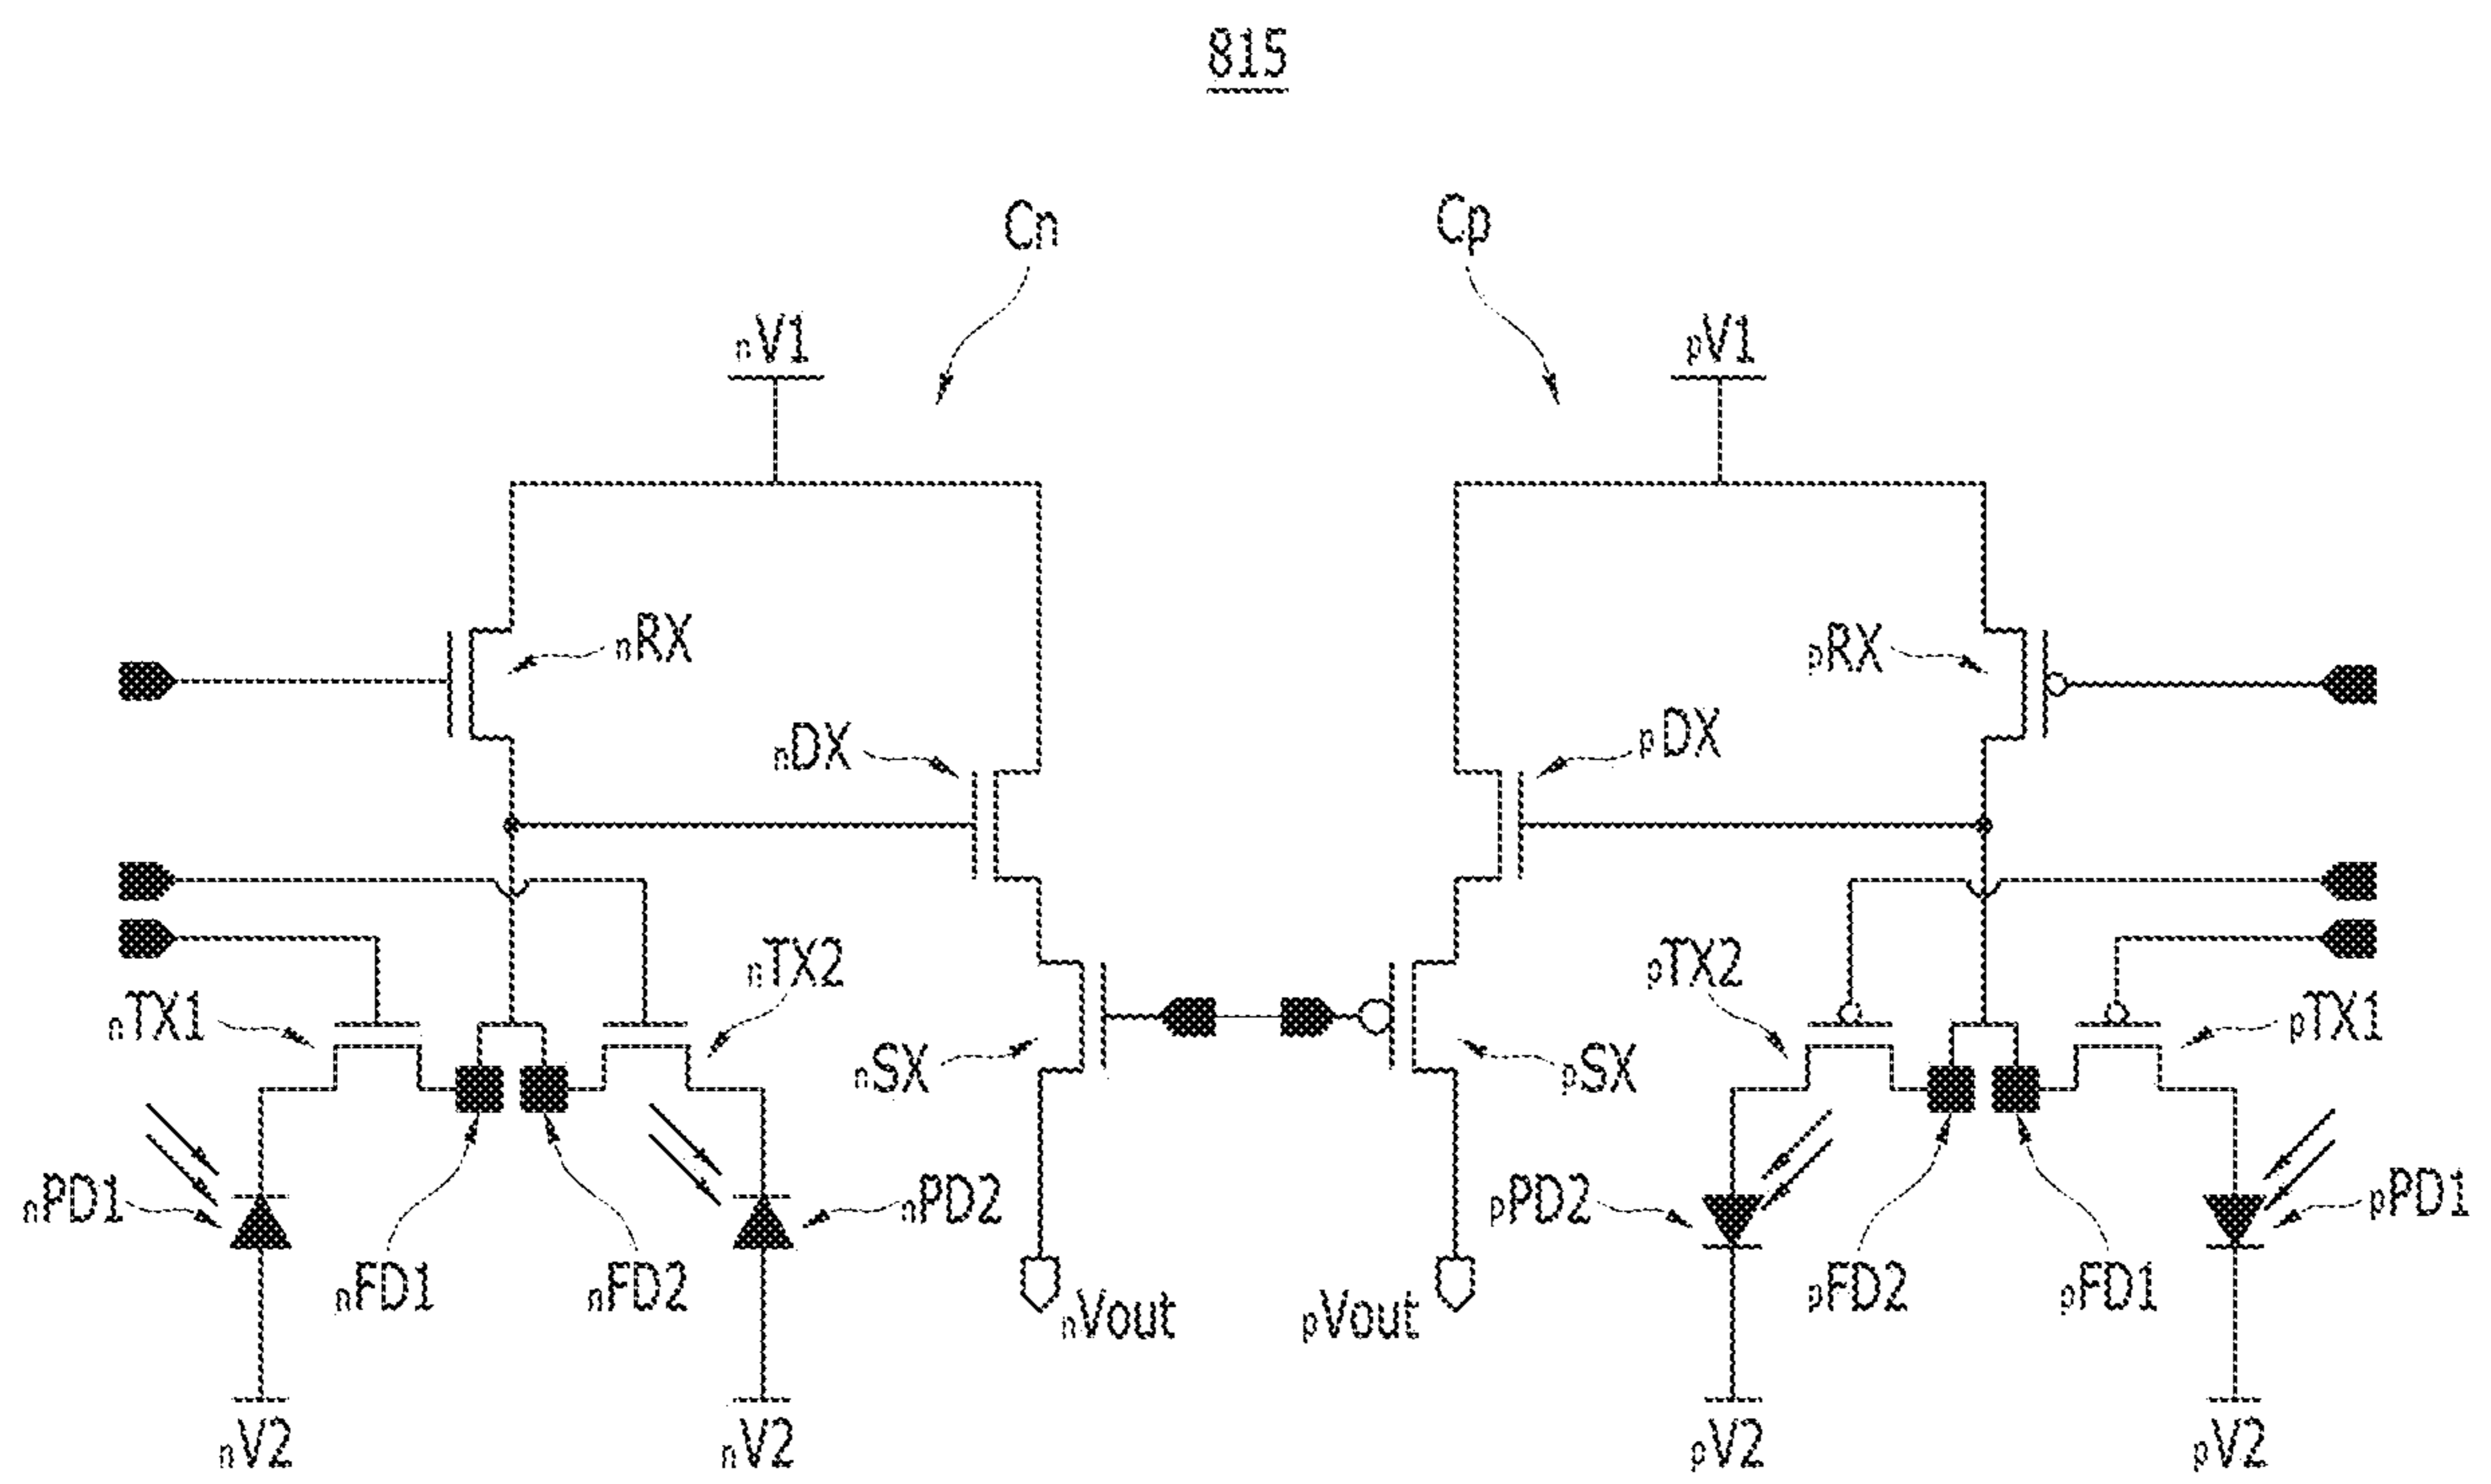 815
Cn
Cp
nV1
pV1
nRX
pRX
nDX
pDX
nTX2
pTX2
nTX1
pTX1
nSX
pSX
nPD1
nPD2
pPD2
pPD1
nFD1
nFD2
nVout
pVout
pFD2
pFD1
nV2
nV2
pV2
pV2